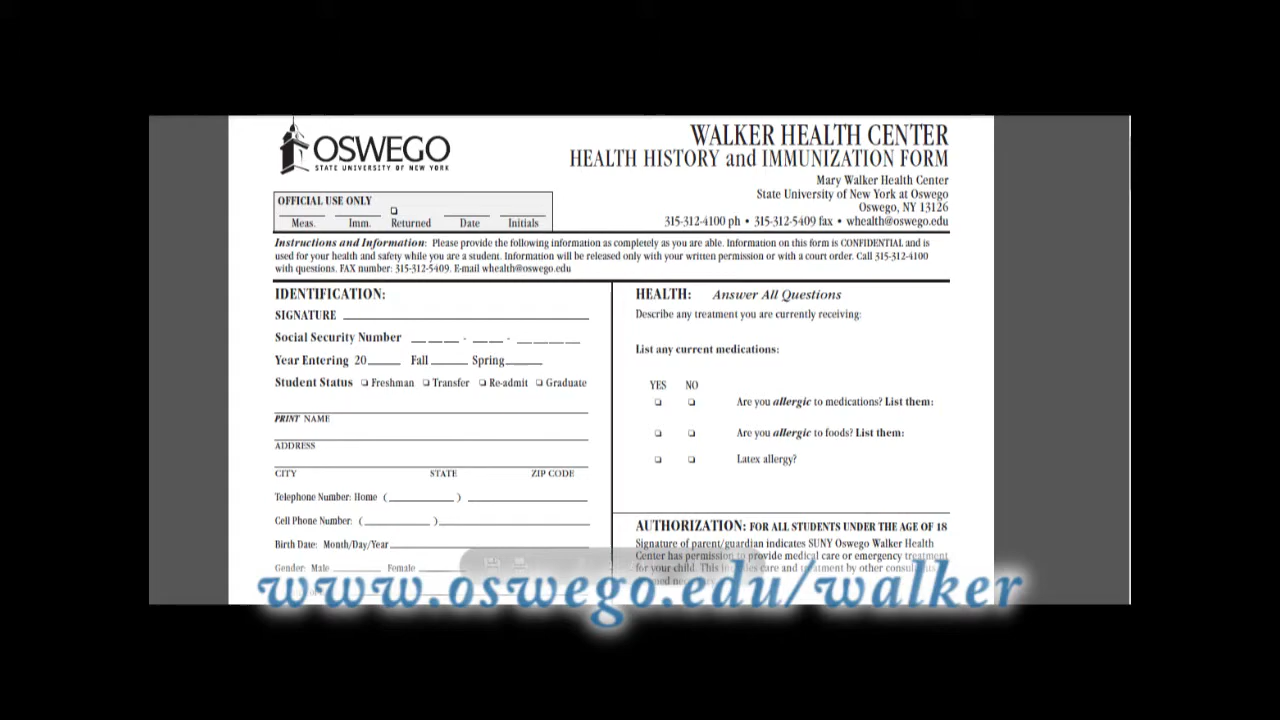 OSWEGO
STATE UNIVERSITY OF NEW YORK
WALKER HEALTH CENTER
HEALTH HISTORY and IMMUNIZATION FORM
Mary Walker Health Center
State University of New York at Oswego
Oswego, NY 13126
315-312-4100 ph • 315-312-5409 fax • whealth@oswego.edu
OFFICIAL USE ONLY
Meas. Imm. Returned Date Initials
Instructions and Information: Please provide the following information as completely as you are able. Information on this form is CONFIDENTIAL and is
used for your health and safety while you are a student. Information will be released only with your written permission or with a court order. Call 315-312-4100
with questions. FAX number: 315-312-5409. E-mail whealth@oswego.edu
IDENTIFICATION:
SIGNATURE
Social Security Number - -
Year Entering 20 Fall Spring
Student Status Freshman Transfer Re-admit Graduate
PRINT NAME
ADDRESS
CITY STATE ZIP CODE
Telephone Number: Home ( )
Cell Phone Number: ( )
Birth Date: Month/Day/Year
Gender: Male Female
HEALTH: Answer All Questions
Describe any treatment you are currently receiving:
List any current medications:
YES NO
Are you allergic to medications? List them:
Are you allergic to foods? List them:
Latex allergy?
AUTHORIZATION: FOR ALL STUDENTS UNDER THE AGE OF 18
Signature of parent/guardian indicates SUNY Oswego Walker Health
Center has permission to provide medical care or emergency treatment
for your child. This includes care and treatment by other
www.oswego.edu/walker